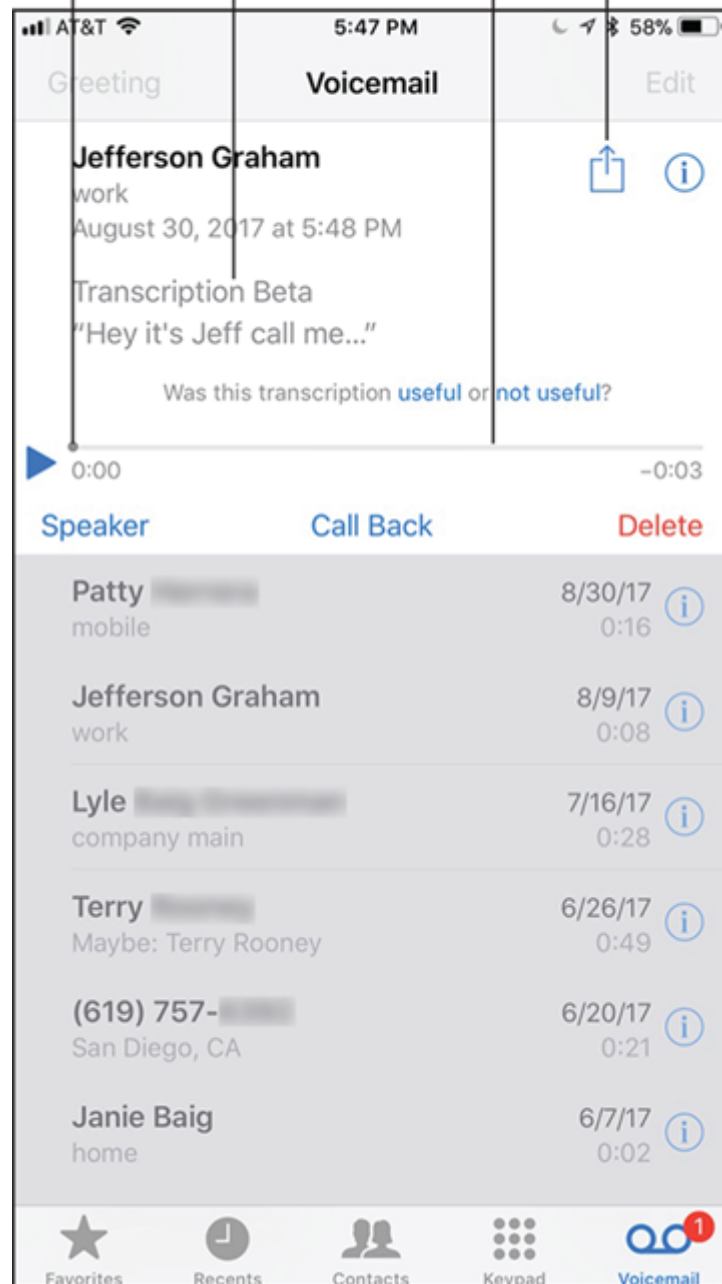 AT&T 5:47 PM 58%
Greeting Voicemail Edit
Jefferson Graham
work
August 30, 2017 at 5:48 PM
Transcription Beta
“Hey it's Jeff call me...”
Was this transcription useful or not useful?
0:00 -0:03
Speaker Call Back Delete
Patty 8/30/17
mobile 0:16
Jefferson Graham 8/9/17
work 0:08
Lyle 7/16/17
company main 0:28
Terry 6/26/17
Maybe: Terry Rooney 0:49
(619) 757- 6/20/17
San Diego, CA 0:21
Janie Baig 6/7/17
home 0:02
1
Favorites Recents Contacts Keypad Voicemail